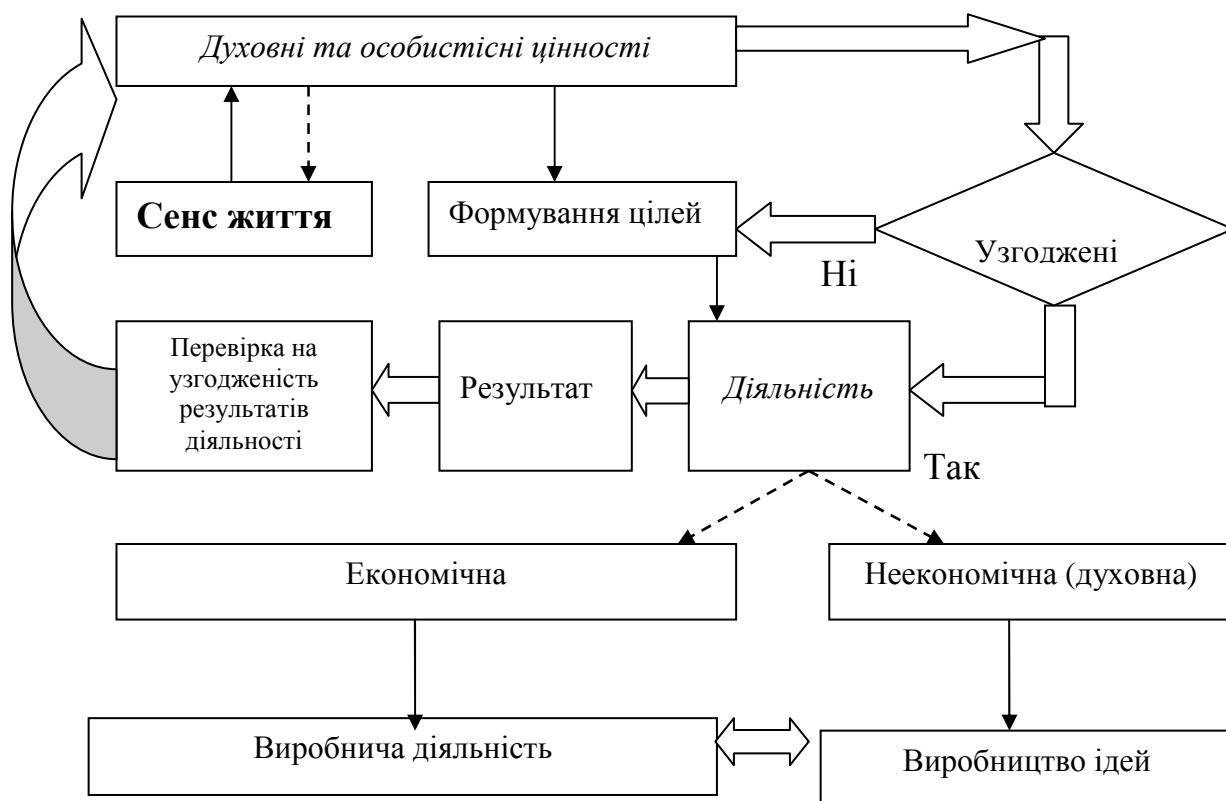 Духовні та особистісні цінності
Сенс життя
Формування цілей
Узгоджені
Ні
Перевірка на
узгодженість
результатів
діяльності
Результат
Діяльність
Так
Економічна
Неекономічна (духовна)
Виробнича діяльність
Виробництво ідей